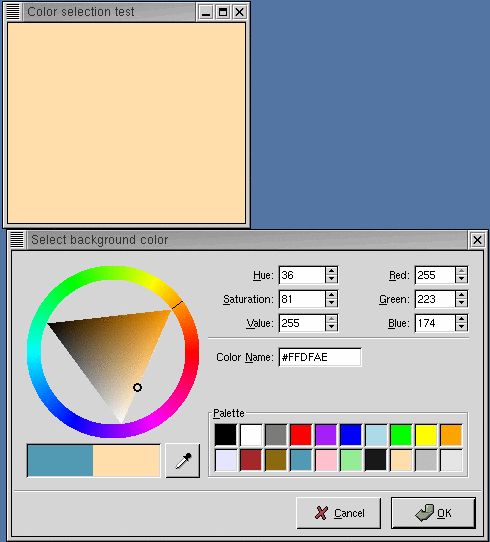 Color selection test
Select background color
Hue: 36 Red: 255
Saturation: 81 Green: 223
Value: 255 Blue: 174
Color Name: #FFDFAE
Palette
Cancel OK